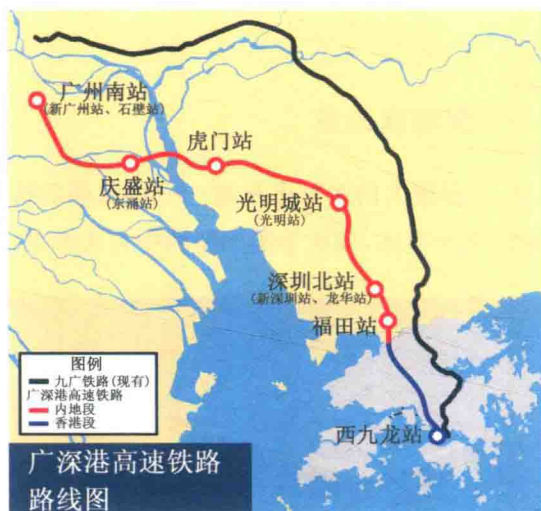 广州南站
(新广州站、石壁站)
虎门站
庆盛站
(东涌站)
光明城站
(光明站)
深圳北站
(新深圳站、龙华站)
福田站
图例
九广铁路(现有)
广深港高速铁路
内地段
香港段
西九龙站
广深港高速铁路
路线图